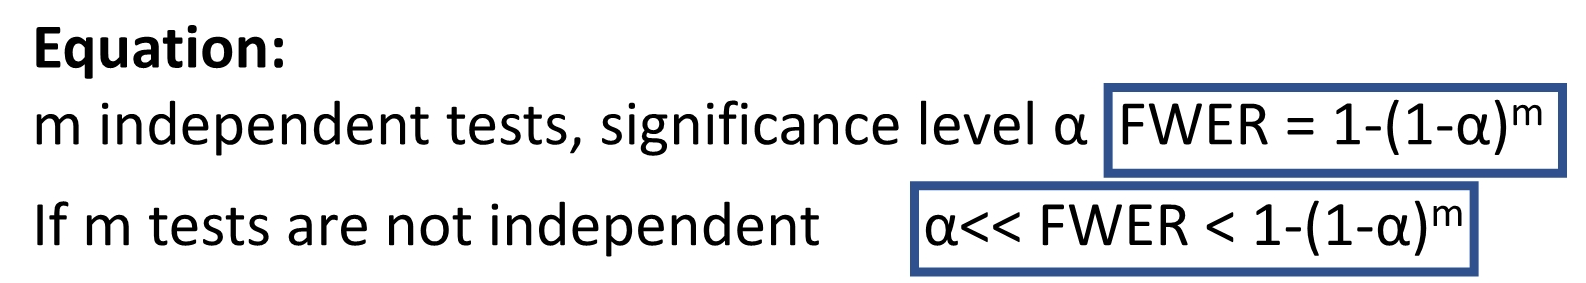 Equation:
m independent tests, significance level α FWER = 1-(1-α)ᵐ
If m tests are not independent α<< FWER < 1-(1-α)ᵐ